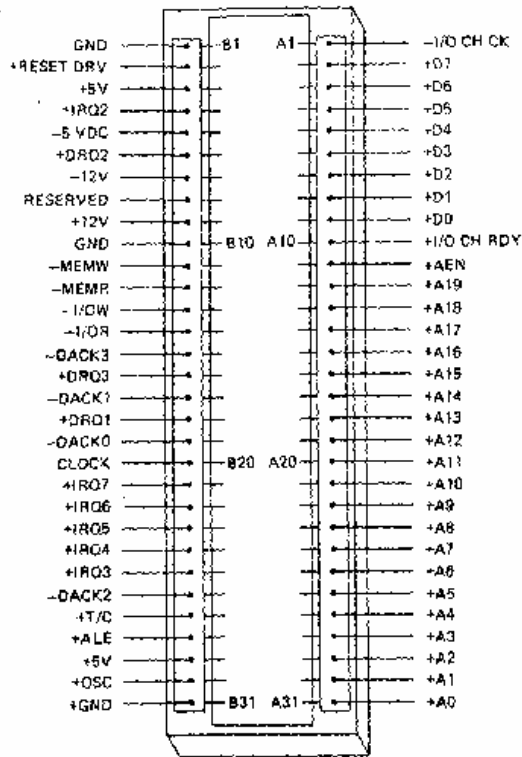 GND B1 A1 -I/O CH CK
+RESET DRV +D7
+5V +D6
+IRQ2 +D5
-5 VDC +D4
+DRQ2 +D3
-12V +D2
RESERVED +D1
+12V +D0
GND B10 A10 +I/O CH RDY
-MEMW +AEN
-MEMR +A19
-I/OW +A18
-I/OR +A17
-DACK3 +A16
+DRQ3 +A15
-DACK1 +A14
+DRQ1 +A13
-DACK0 +A12
CLOCK B20 A20 +A11
+IRQ7 +A10
+IRQ6 +A9
+IRQ5 +A8
+IRQ4 +A7
+IRQ3 +A6
-DACK2 +A5
+T/C +A4
+ALE +A3
+5V +A2
+OSC +A1
+GND B31 A31 +A0